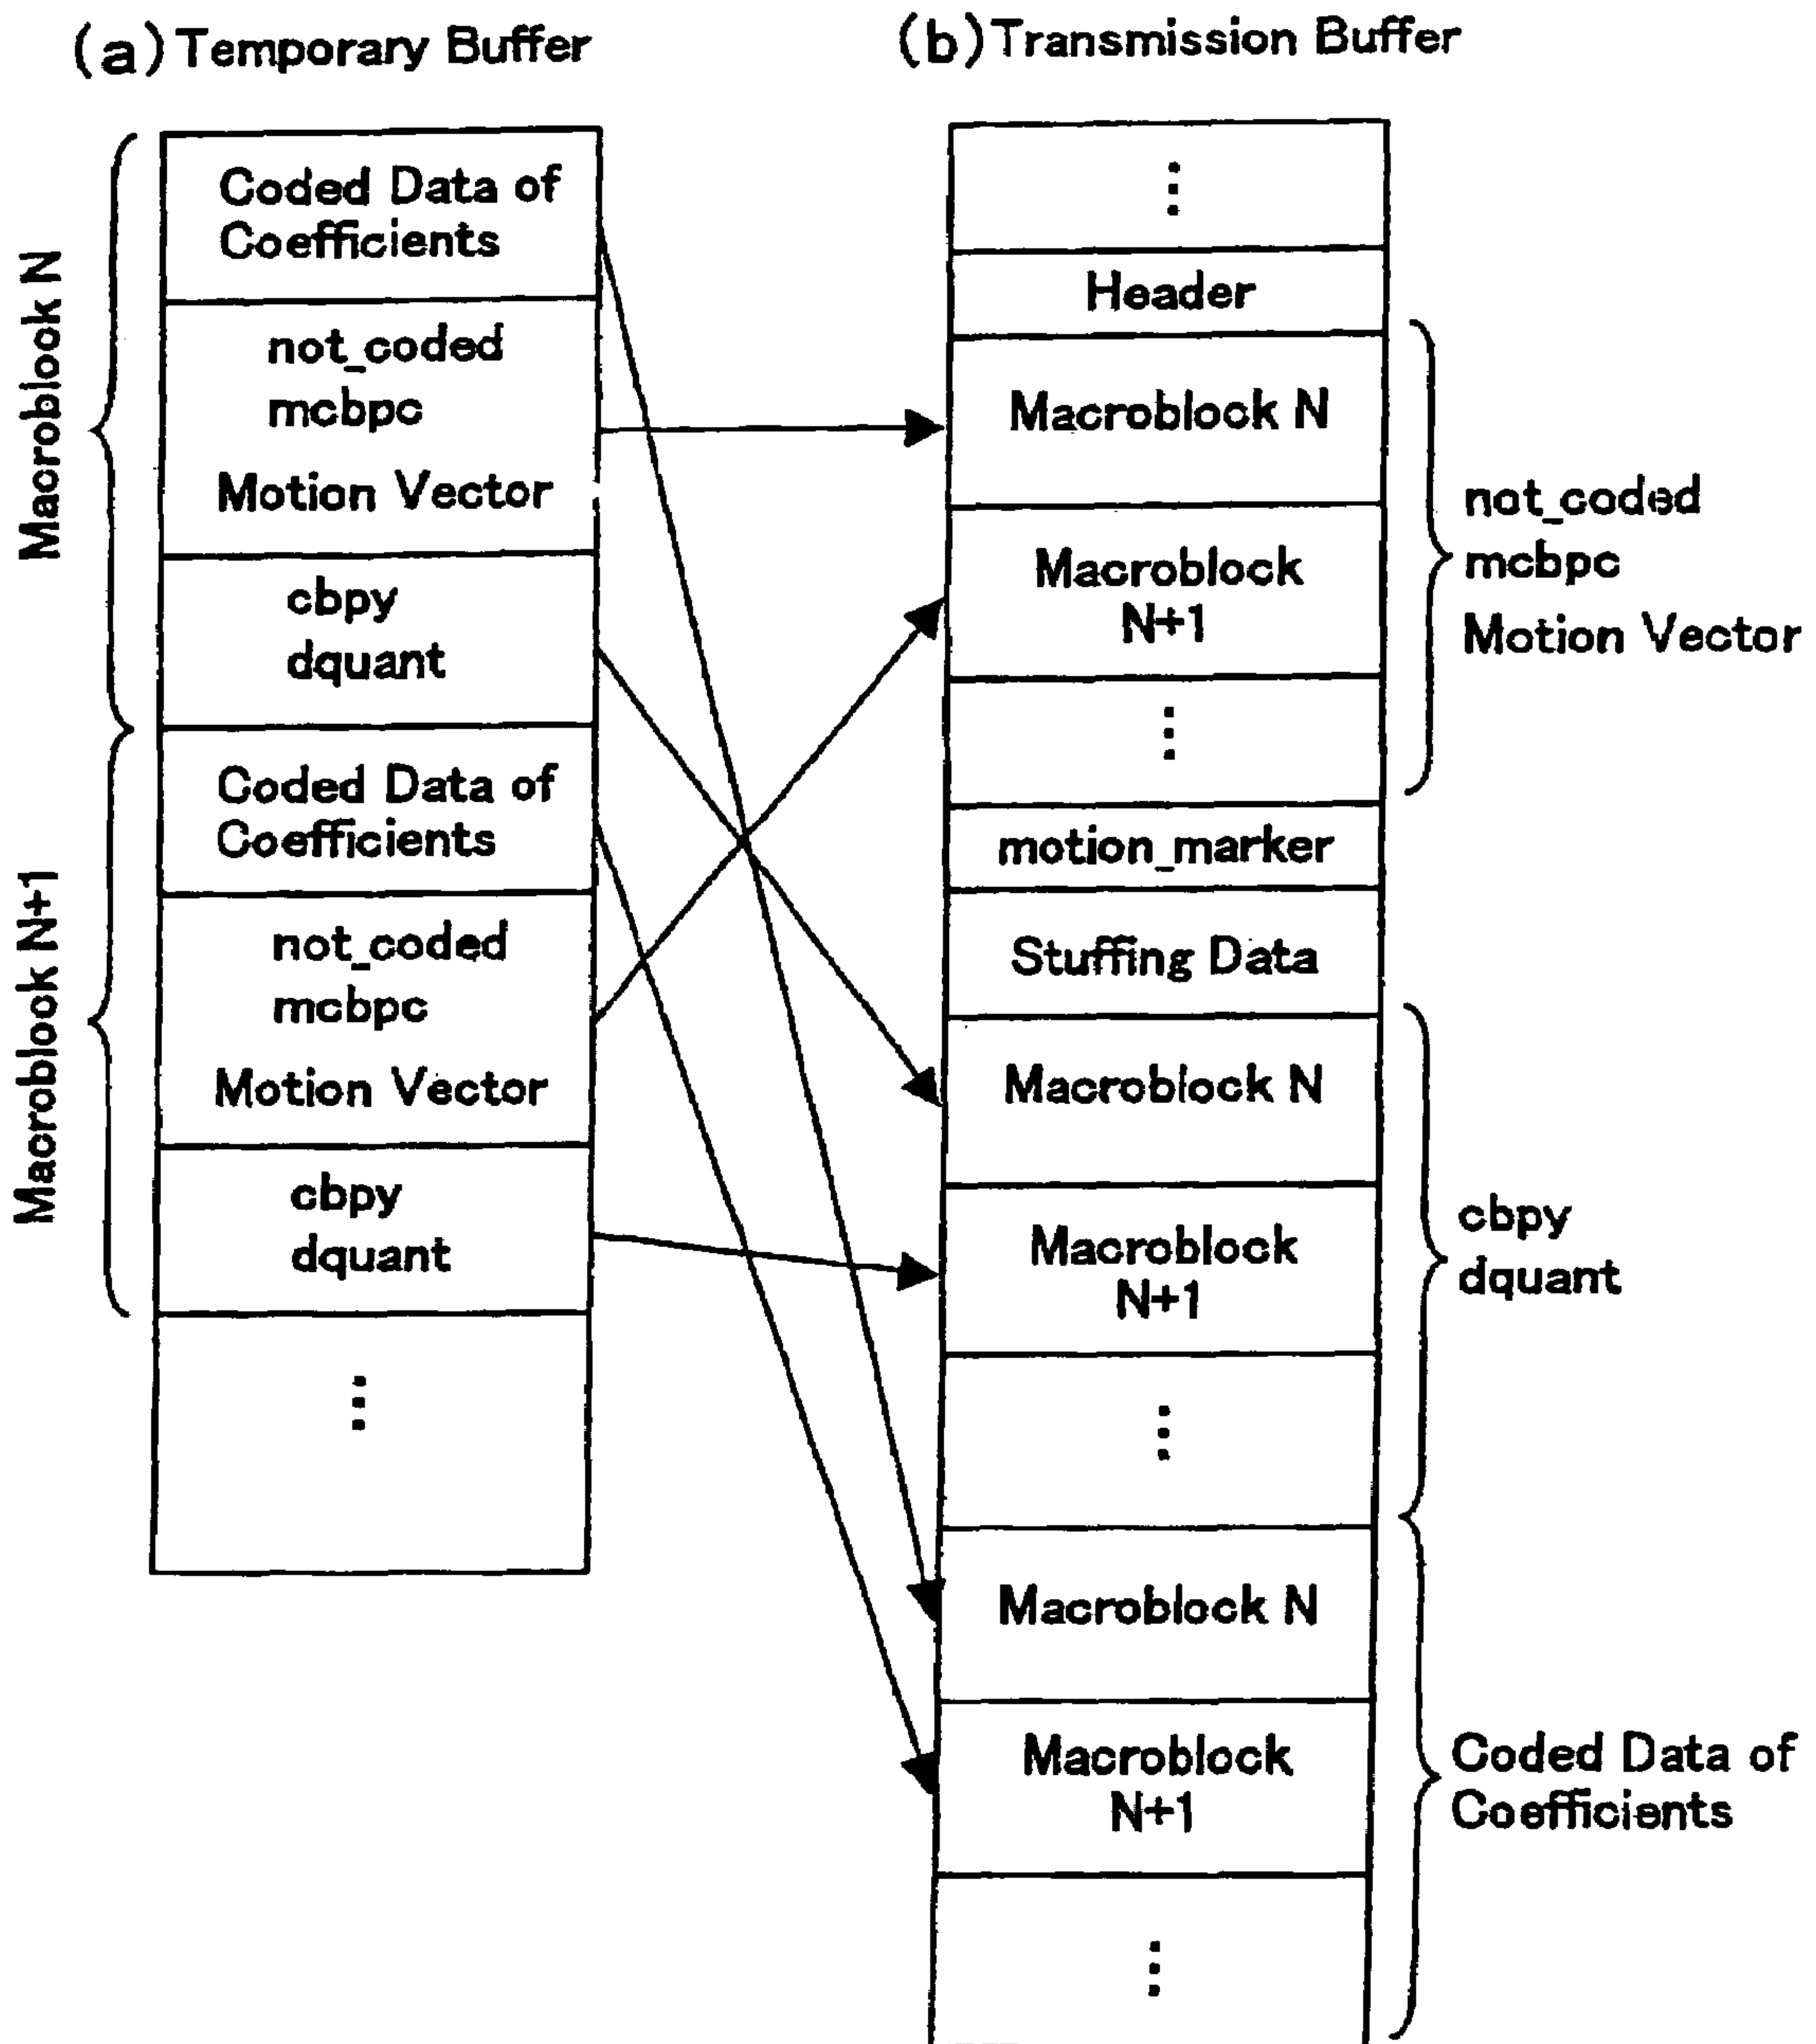 (a) Temporary Buffer
Macroblook N
Coded Data of
Coefficients
not_coded
mcbpc
Motion Vector
cbpy
dquant
Macroblook N+1
Coded Data of
Coefficients
not_coded
mcbpc
Motion Vector
cbpy
dquant
(b) Transmission Buffer
Header
Macroblock N
Macroblock
N+1
not_coded
mcbpc
Motion Vector
motion_marker
Stuffing Data
Macroblock N
Macroblock
N+1
cbpy
dquant
Macroblock N
Macroblock
N+1
Coded Data of
Coefficients